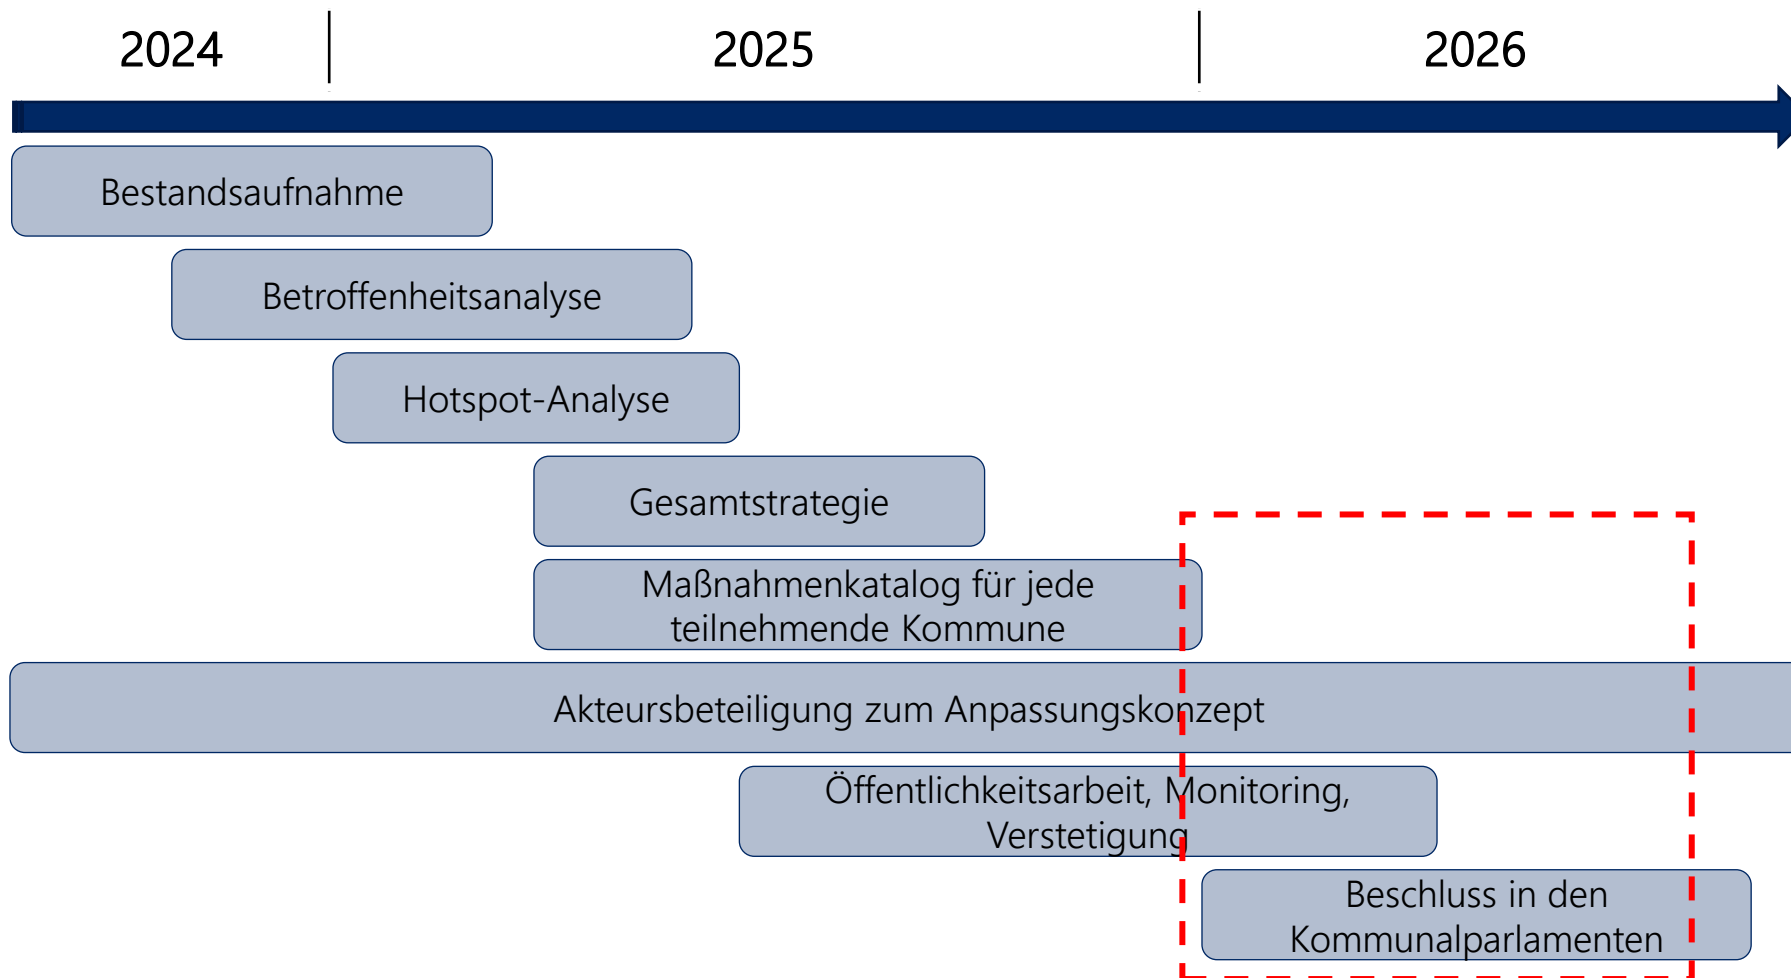 2024
2025
2026
Bestandsaufnahme
Betroffenheitsanalyse
Hotspot-Analyse
Gesamtstrategie
Maßnahmenkatalog für jede
teilnehmende Kommune
Akteursbeteiligung zum Anpassungskonzept
Öffentlichkeitsarbeit, Monitoring,
Verstetigung
Beschluss in den
Kommunalparlamenten